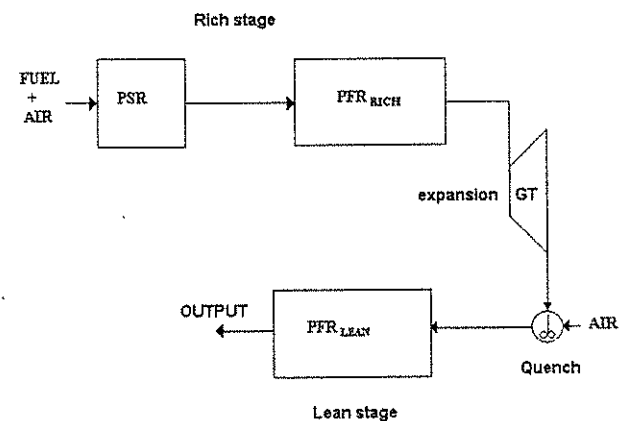 Rich stage
FUEL
+
AIR
PSR
PFR RICH
expansion
GT
OUTPUT
PFR LEAN
AIR
Quench
Lean stage